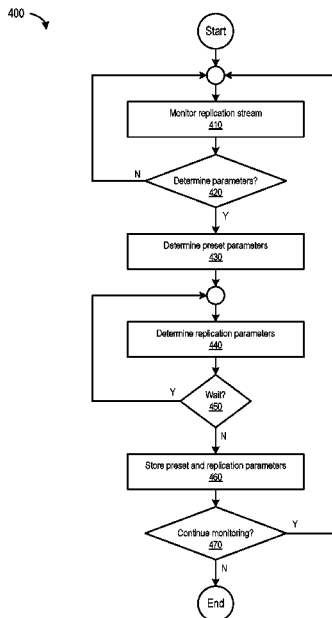 400
Start
Monitor replication stream
410
N
Determine parameters?
420
Y
Determine preset parameters
430
Determine replication parameters
440
Y
Wait?
450
N
Store preset and replication parameters
460
Continue monitoring?
470
Y
N
End